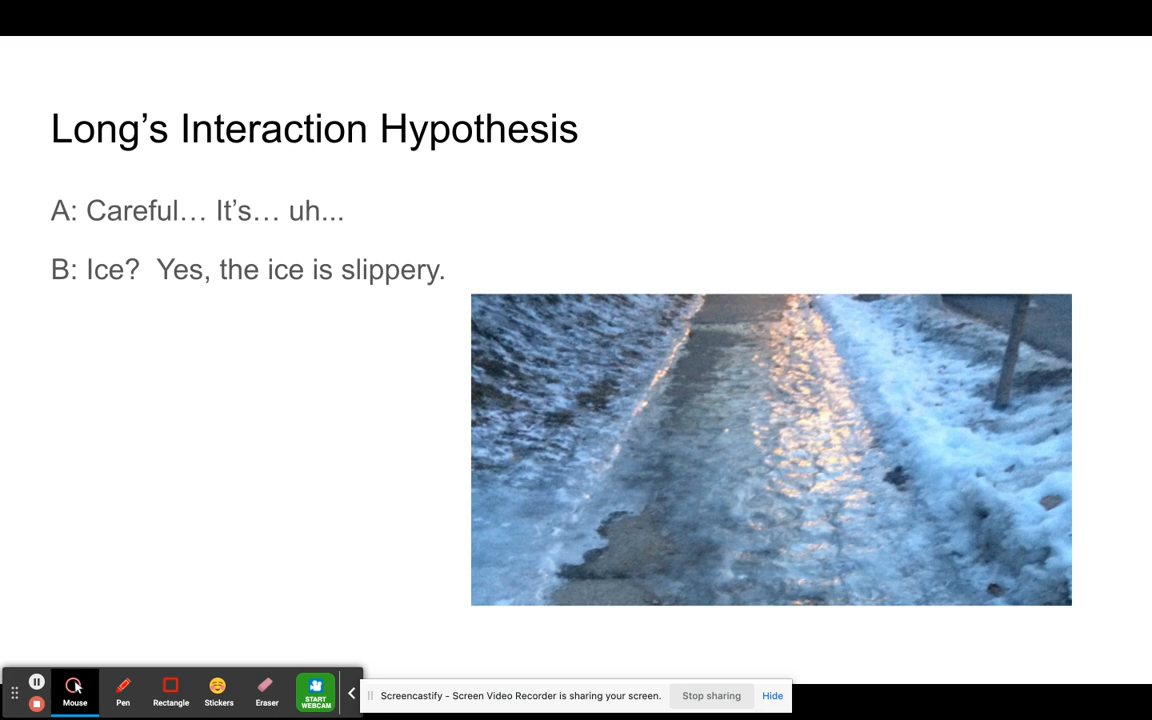 Long’s Interaction Hypothesis
A: Careful… It’s… uh...
B: Ice?  Yes, the ice is slippery.
Mouse
Pen
Rectangle
Stickers
Eraser
START
WEBCAM
Screencastify - Screen Video Recorder is sharing your screen.
Stop sharing
Hide